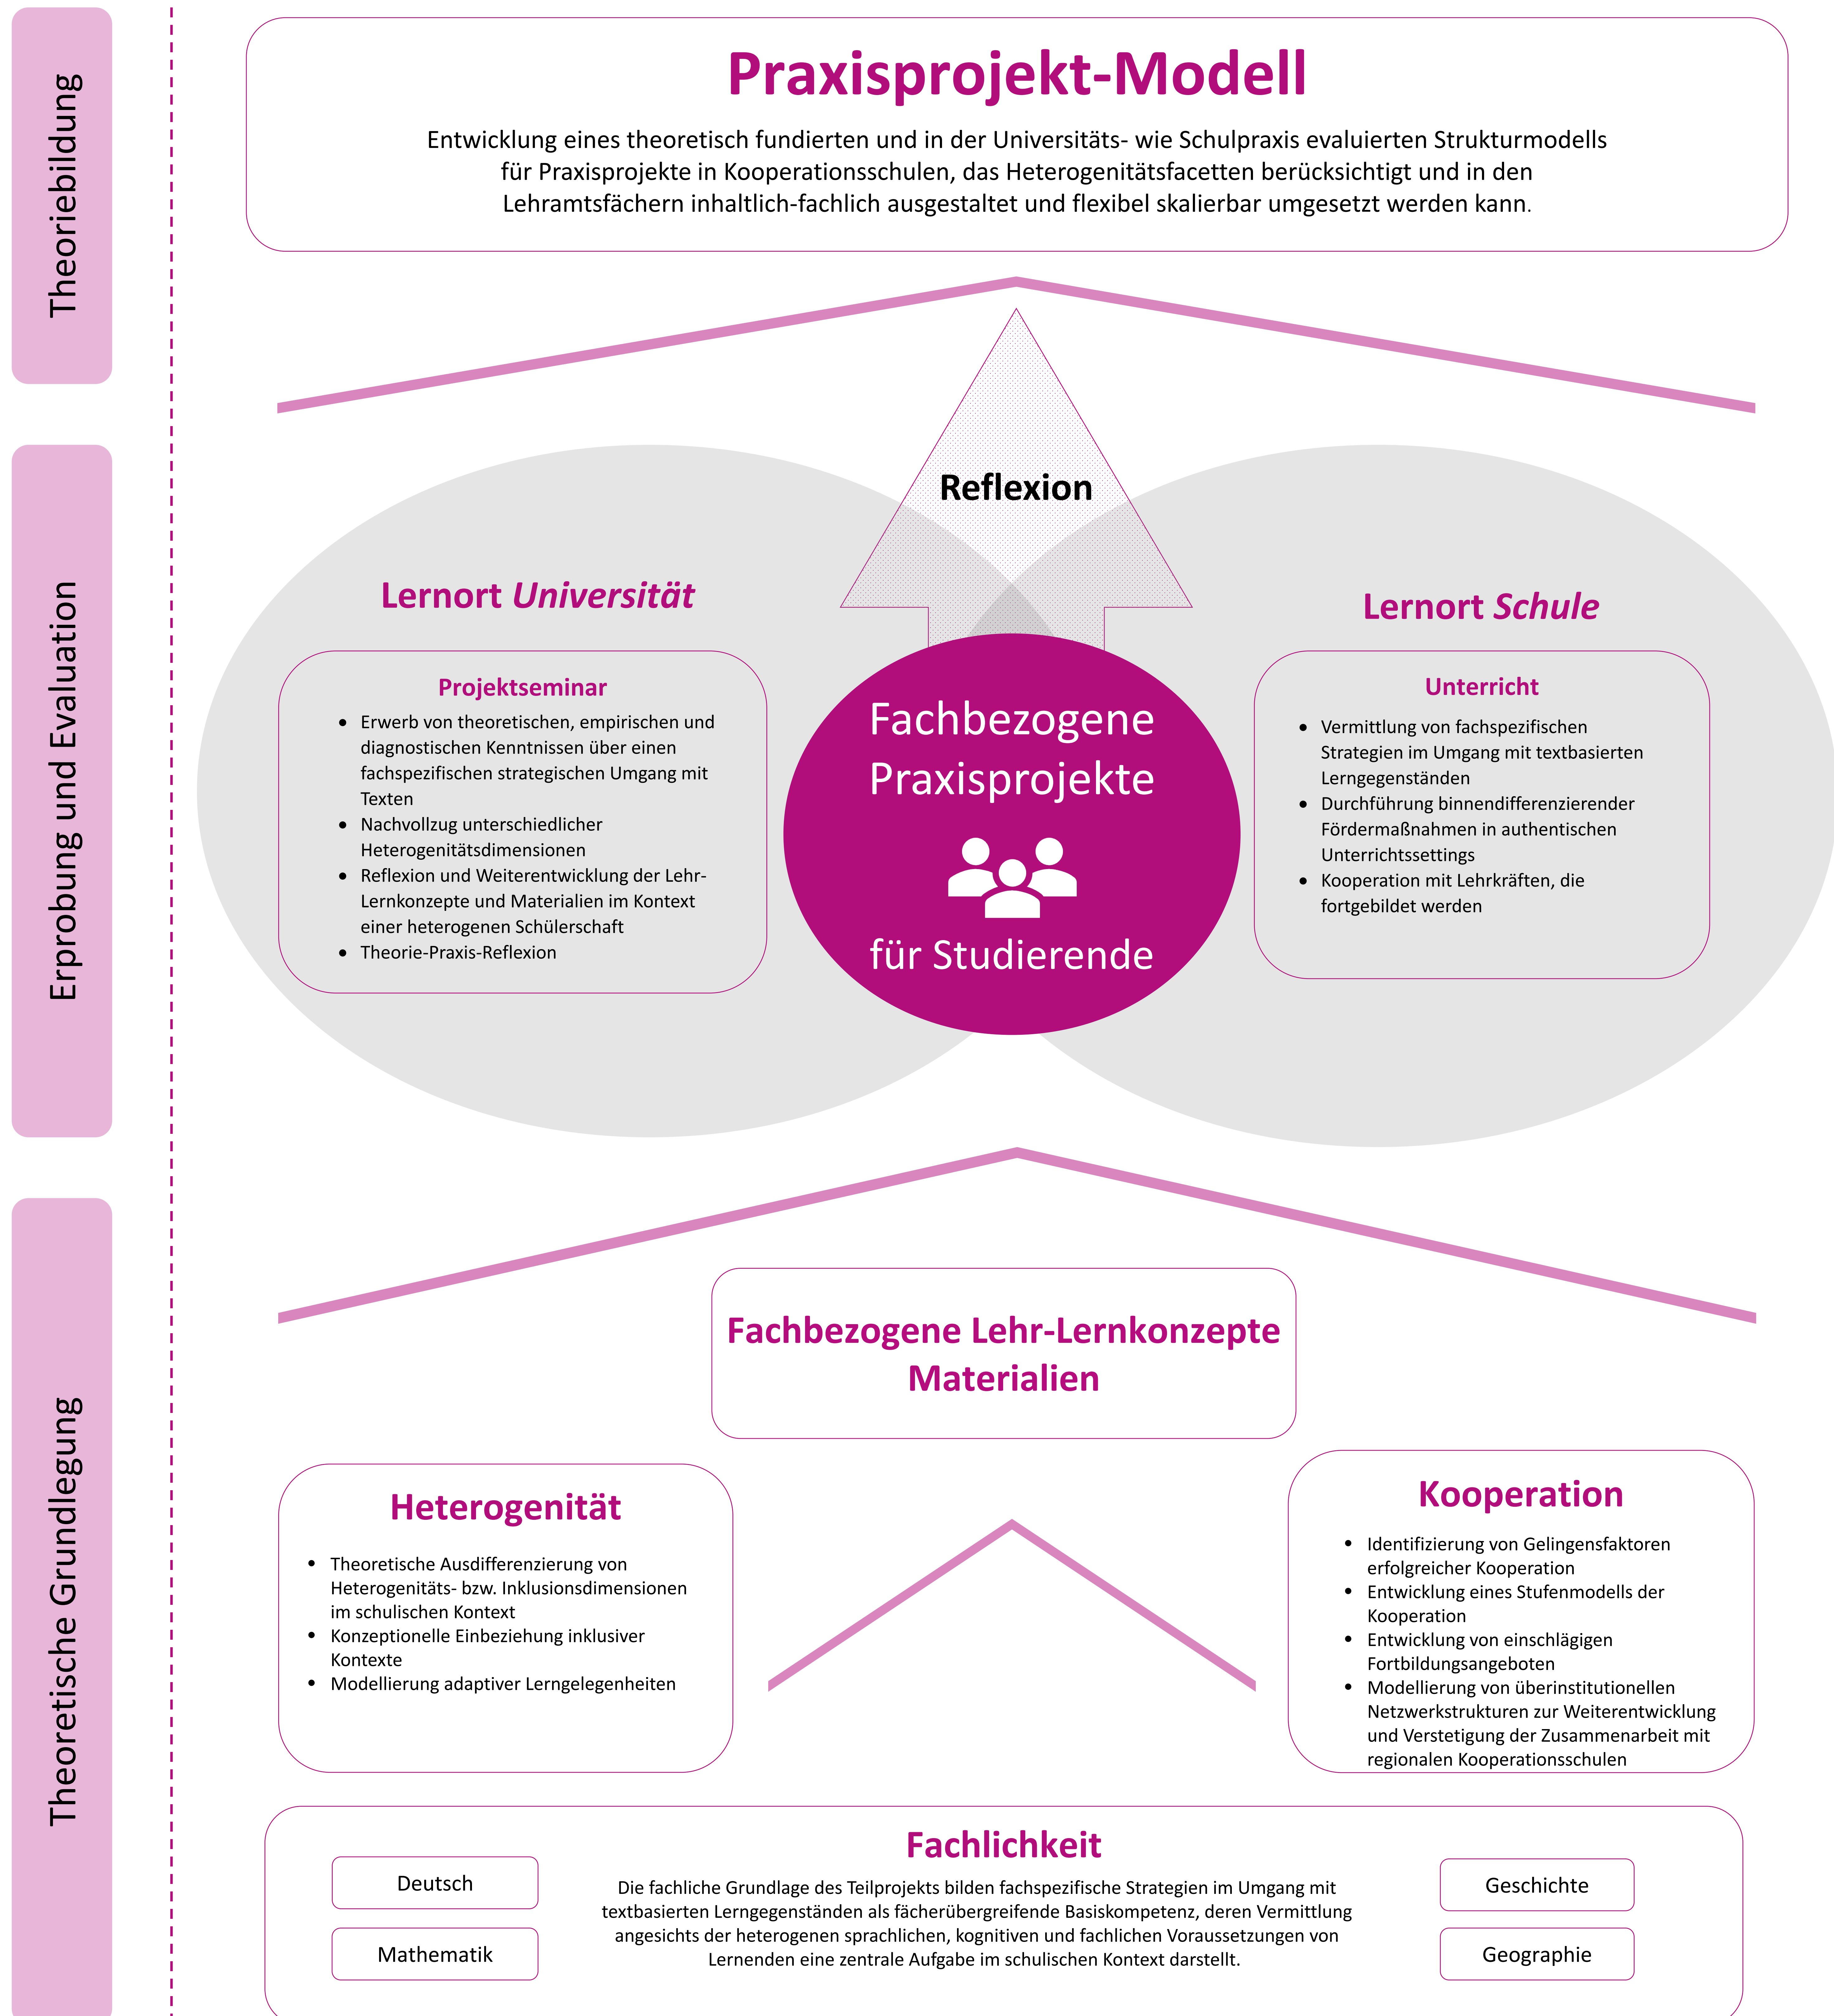 Theoriebildung
Praxisprojekt-Modell
Entwicklung eines theoretisch fundierten und in der Universitäts- wie Schulpraxis evaluierten Strukturmodells
für Praxisprojekte in Kooperationsschulen, das Heterogenitätsfacetten berücksichtigt und in den
Lehramtsfächern inhaltlich-fachlich ausgestaltet und flexibel skalierbar umgesetzt werden kann.
Erprobung und Evaluation
Reflexion
Lernort Universität
Projektseminar
• Erwerb von theoretischen, empirischen und
diagnostischen Kenntnissen über einen
fachspezifischen strategischen Umgang mit
Texten
• Nachvollzug unterschiedlicher
Heterogenitätsdimensionen
• Reflexion und Weiterentwicklung der Lehr-
Lernkonzepte und Materialien im Kontext
einer heterogenen Schülerschaft
• Theorie-Praxis-Reflexion
Fachbezogene
Praxisprojekte
für Studierende
Lernort Schule
Unterricht
• Vermittlung von fachspezifischen
Strategien im Umgang mit textbasierten
Lerngegenständen
• Durchführung binnendifferenzierender
Fördermaßnahmen in authentischen
Unterrichtssettings
• Kooperation mit Lehrkräften, die
fortgebildet werden
Theoretische Grundlegung
Fachbezogene Lehr-Lernkonzepte
Materialien
Heterogenität
• Theoretische Ausdifferenzierung von
Heterogenitäts- bzw. Inklusionsdimensionen
im schulischen Kontext
• Konzeptionelle Einbeziehung inklusiver
Kontexte
• Modellierung adaptiver Lerngelegenheiten
Kooperation
• Identifizierung von Gelingensfaktoren
erfolgreicher Kooperation
• Entwicklung eines Stufenmodells der
Kooperation
• Entwicklung von einschlägigen
Fortbildungsangeboten
• Modellierung von überinstitutionellen
Netzwerkstrukturen zur Weiterentwicklung
und Verstetigung der Zusammenarbeit mit
regionalen Kooperationsschulen
Fachlichkeit
Deutsch
Mathematik
Die fachliche Grundlage des Teilprojekts bilden fachspezifische Strategien im Umgang mit
textbasierten Lerngegenständen als fächerübergreifende Basiskompetenz, deren Vermittlung
angesichts der heterogenen sprachlichen, kognitiven und fachlichen Voraussetzungen von
Lernenden eine zentrale Aufgabe im schulischen Kontext darstellt.
Geschichte
Geographie